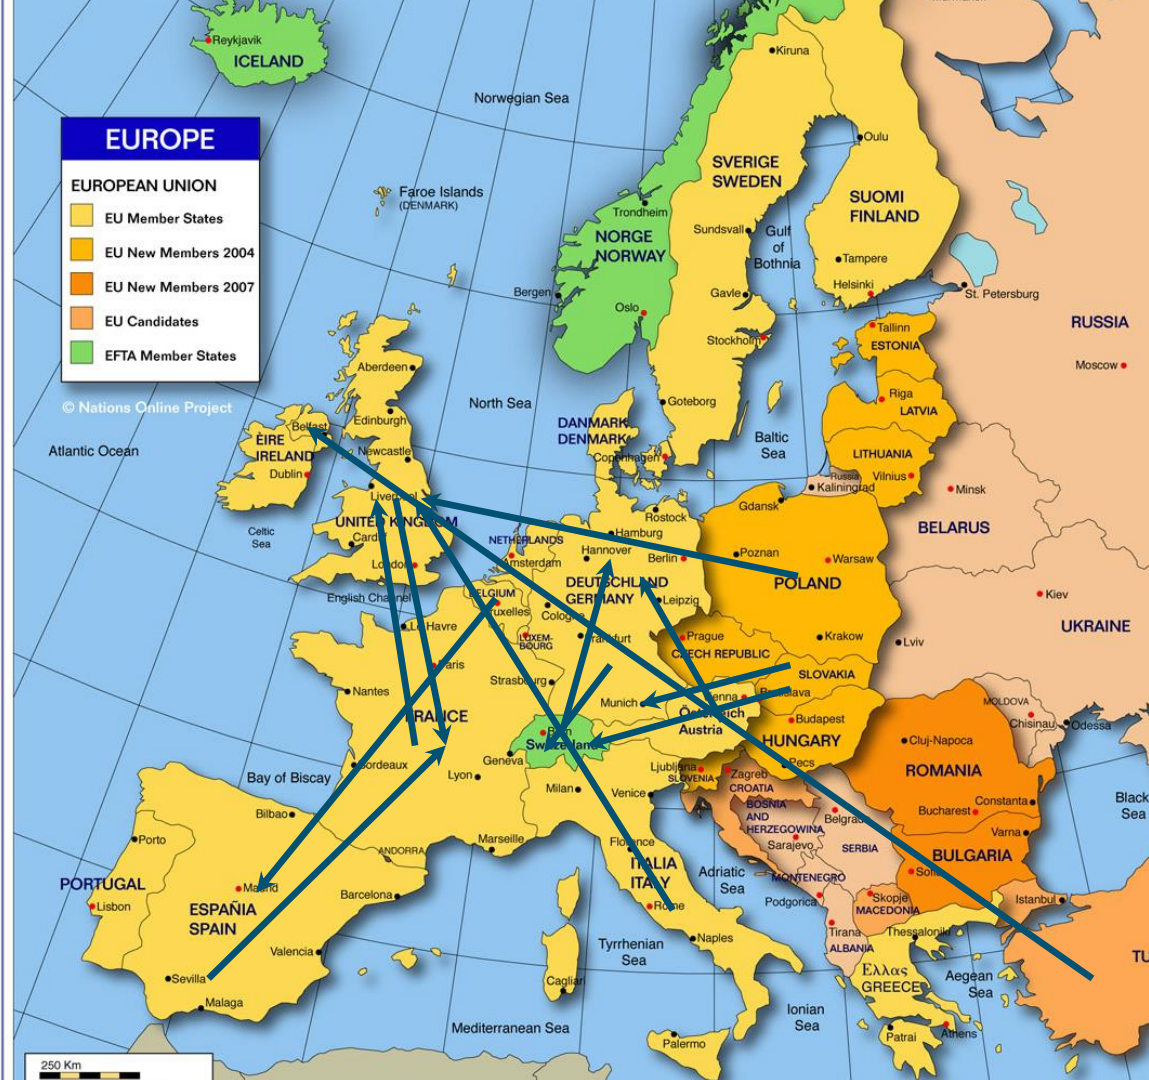 Murmansk
Reykjavik
ICELAND
Kiruna
Norwegian Sea
EUROPE
EUROPEAN UNION
EU Member States
EU New Members 2004
EU New Members 2007
EU Candidates
EFTA Member States
© Nations Online Project
Oulu
SVERIGE
SWEDEN
SUOMI
FINLAND
Faroe Islands
(DENMARK)
Trondheim
NORGE
NORWAY
Sundsvall
Gulf
of
Bothnia
Tampere
Helsinki
Bergen
Gavle
St. Petersburg
Oslo
Stockholm
Tallinn
ESTONIA
RUSSIA
Moscow
Aberdeen
Riga
LATVIA
North Sea
Goteborg
Edinburgh
Belfast
DANMARK
DENMARK
Baltic
Sea
Atlantic Ocean
ÈIRE
IRELAND
Newcastle
Copenhagen
LITHUANIA
Vilnius
Dublin
Russia
Kaliningrad
Minsk
Liverpool
Gdansk
Rostock
UNITED KINGDOM
Hamburg
BELARUS
Celtic
Sea
Cardiff
NETHERLANDS
Hannover
Berlin
Poznan
Warsaw
London
Amsterdam
DEUTSCHLAND
GERMANY
POLAND
English Channel
BELGIUM
Bruxelles
Cologne
Leipzig
Kiev
Le Havre
LUXEM-
BOURG
Frankfurt
Prague
Krakow
Lviv
UKRAINE
CZECH REPUBLIC
Paris
Strasbourg
SLOVAKIA
Nantes
Munich
Vienna
Bratislava
MOLDOVA
FRANCE
Österreich
Austria
Budapest
Chisinau
Odessa
Bern
Switzerland
HUNGARY
Cluj-Napoca
Geneva
Bay of Biscay
Bordeaux
Lyon
Ljubljana
SLOVENIA
Zagreb
CROATIA
Pecs
ROMANIA
Milan
Venice
BOSNIA
AND
HERZEGOWINA
Belgrade
Bucharest
Constanta
Black
Sea
Bilbao
Porto
Marseille
Florence
Sarajevo
SERBIA
Varna
ANDORRA
ITALIA
ITALY
BULGARIA
PORTUGAL
Madrid
Adriatic
Sea
MONTENEGRO
Sofia
Lisbon
Barcelona
Rome
Podgorica
Skopje
MACEDONIA
Istanbul
ESPAÑIA
SPAIN
Naples
Tirana
ALBANIA
Thessaloniki
Valencia
Tyrrhenian
Sea
TU
Sevilla
Cagliari
Ελλας
GREECE
Aegean
Sea
Malaga
Mediterranean Sea
Ionian
Sea
Palermo
Patrai
Athens
250 Km